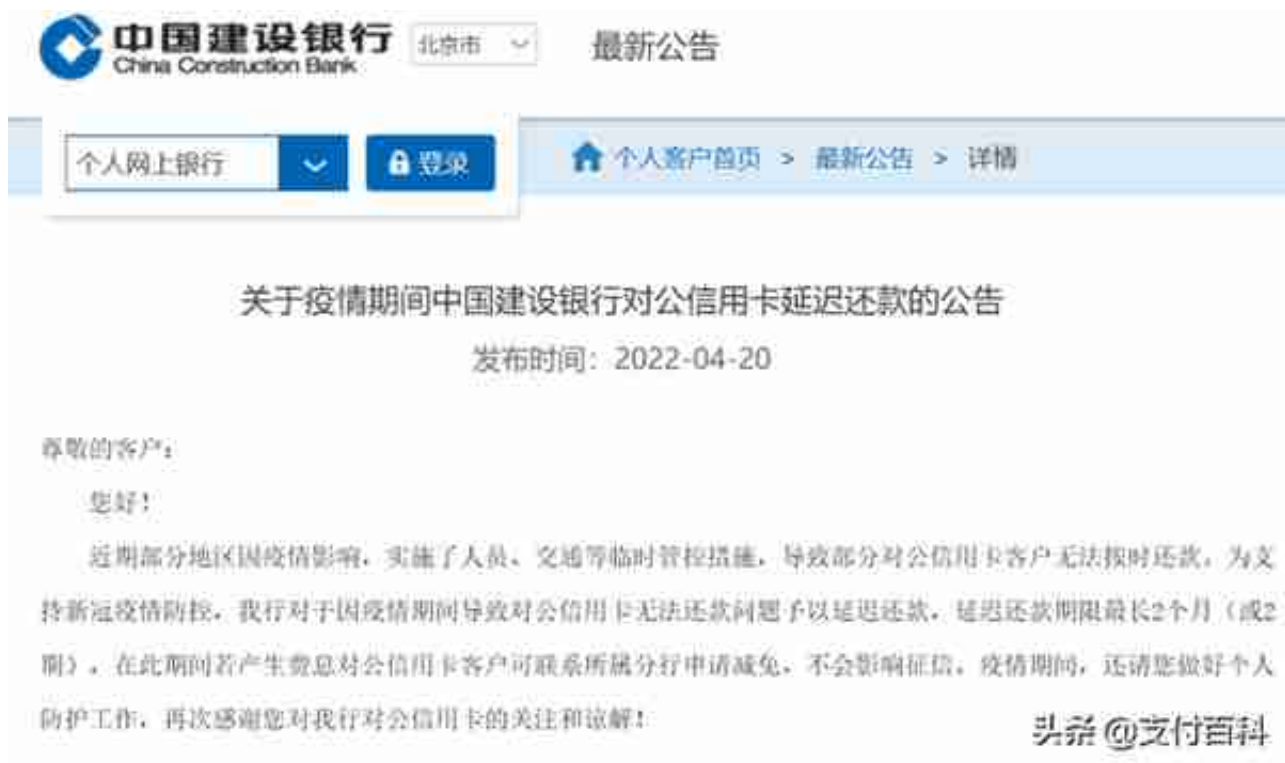 中国建设银行 北京市 最新公告
China Construction Bank
个人网上银行 登录 个人客户首页 > 最新公告 > 详情
关于疫情期间中国建设银行对公信用卡延迟还款的公告
发布时间：2022-04-20
尊敬的客户：
您好！
近期部分地区因疫情影响，实施了人员、交通等临时管控措施，导致部分对公信用卡客户无法按时还款。为支
持新冠疫情防控，我行对于因疫情期间导致对公信用卡无法还款问题予以延迟还款，延迟还款期限最长2个月（或2
期）。在此期间若产生费息对公信用卡客户可联系所属分行申请减免，不会影响征信。疫情期间，还请您做好个人
防护工作，再次感谢您对我行对公信用卡的关注和谅解！
头条 @支付百科